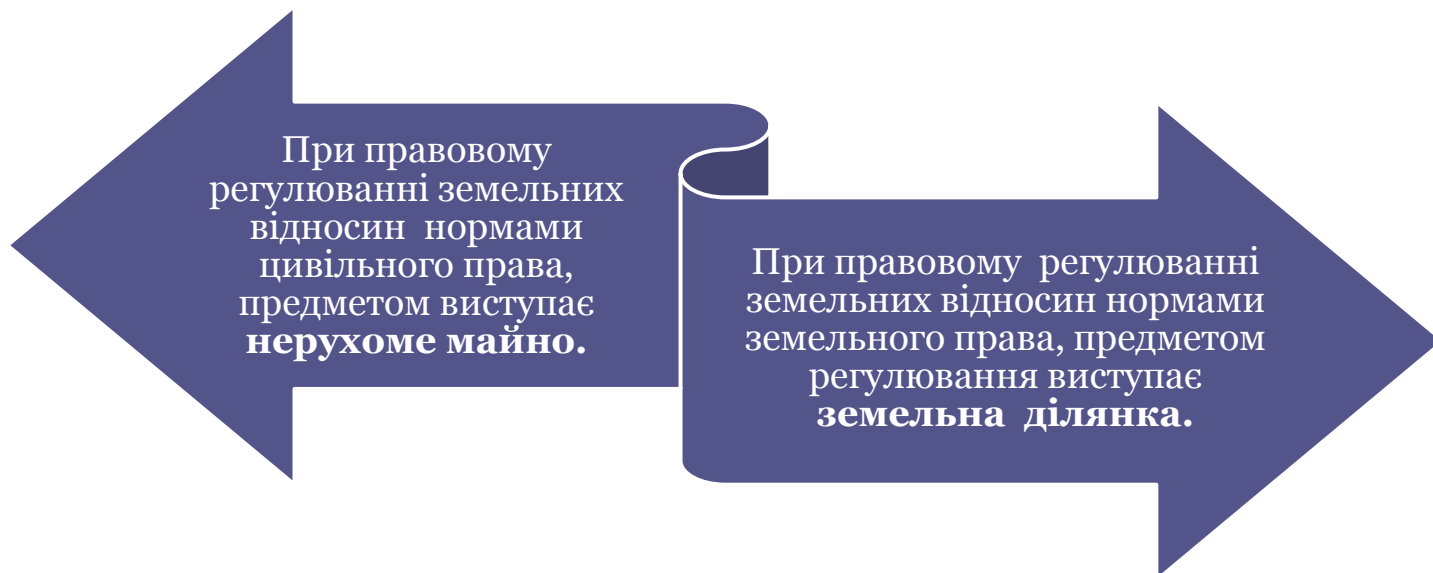 При правовому
регулюванні земельних
відносин нормами
цивільного права,
предметом виступає
нерухоме майно.
При правовому регулюванні
земельних відносин нормами
земельного права, предметом
регулювання виступає
земельна ділянка.